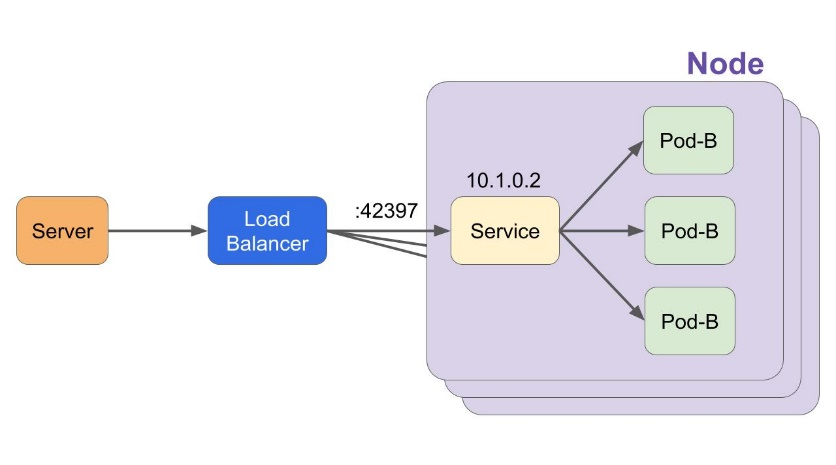 Node
Pod-B
10.1.0.2
:42397
Server
Load
Balancer
Service
Pod-B
Pod-B